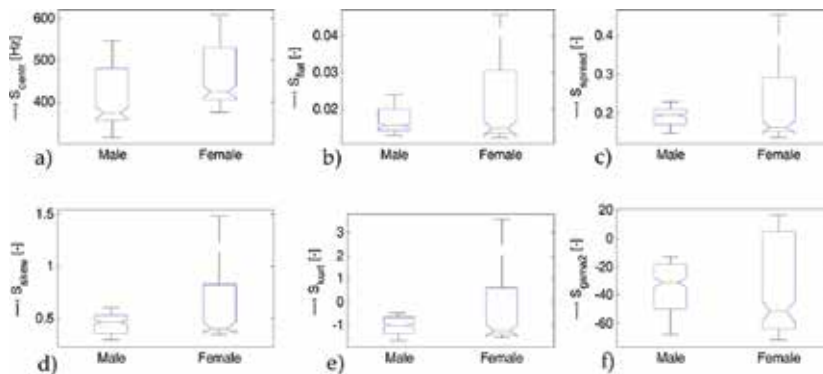 600
500
400
→ S_centr [Hz]
Male Female
a)
0.04
0.03
0.02
→ S_flat [-]
Male Female
b)
0.4
0.3
0.2
→ S_spread [-]
Male Female
c)
1.5
1
0.5
→ S_skew [-]
Male Female
d)
3
2
1
0
-1
→ S_kurt [-]
Male Female
e)
20
0
-20
-40
-60
→ S_gama2 [-]
Male Female
f)